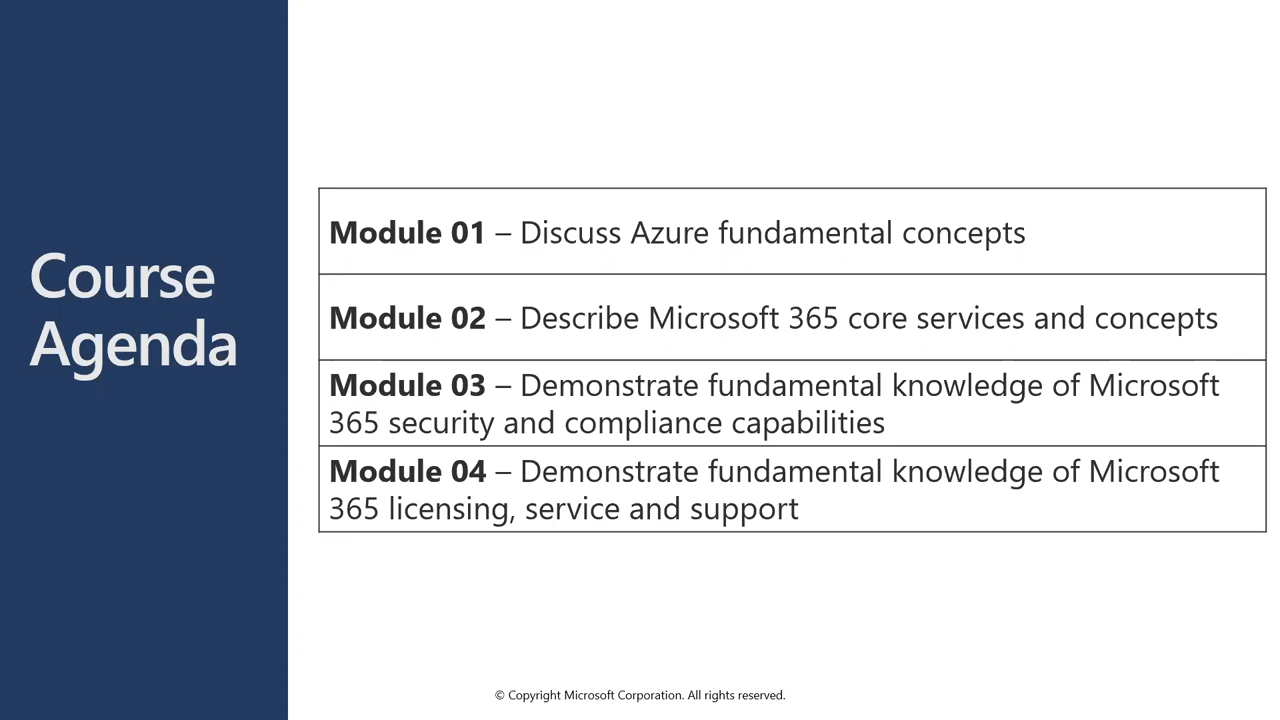 Course
Agenda
Module 01 – Discuss Azure fundamental concepts
Module 02 – Describe Microsoft 365 core services and concepts
Module 03 – Demonstrate fundamental knowledge of Microsoft
365 security and compliance capabilities
Module 04 – Demonstrate fundamental knowledge of Microsoft
365 licensing, service and support
© Copyright Microsoft Corporation. All rights reserved.